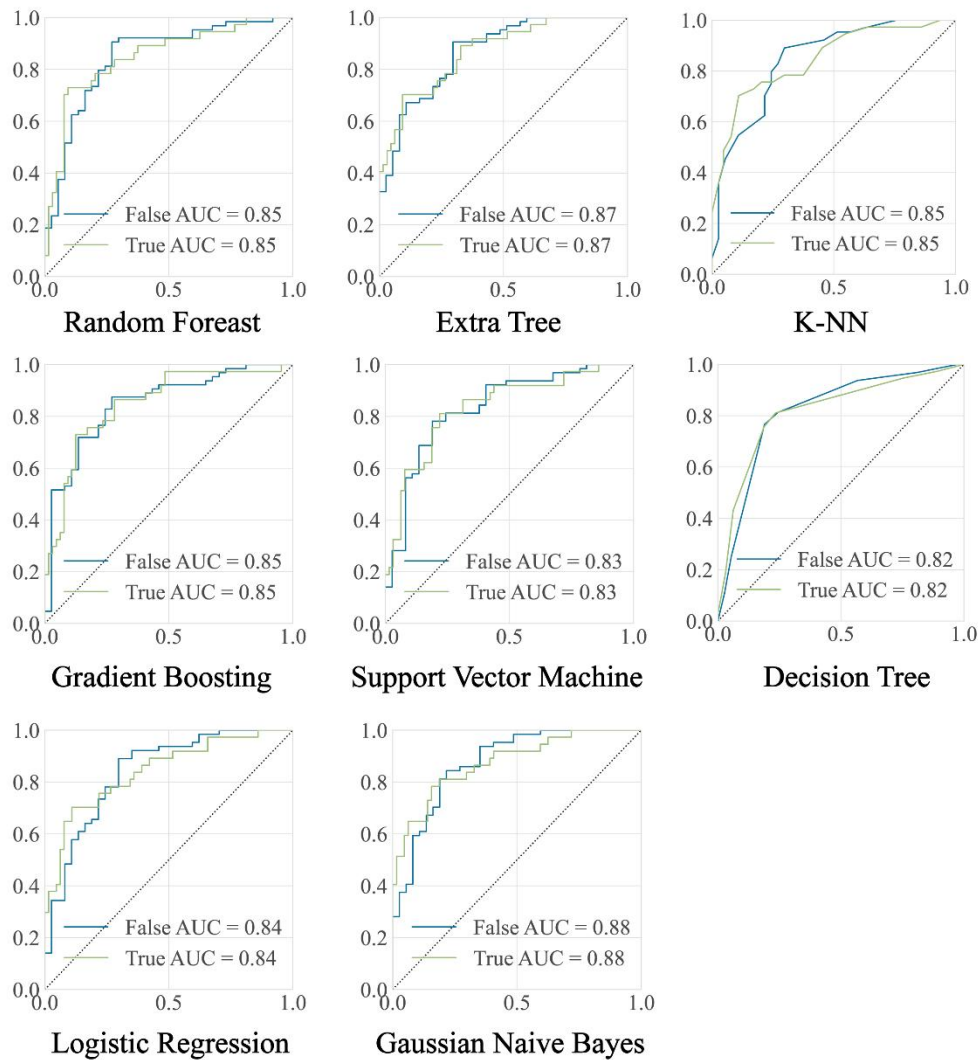 1.0
0.8
0.6
0.4
0.2
0.0
False AUC = 0.85
True AUC = 0.85
0.0 0.5 1.0
Random Foreast
1.0
0.8
0.6
0.4
0.2
0.0
False AUC = 0.87
True AUC = 0.87
0.0 0.5 1.0
Extra Tree
1.0
0.8
0.6
0.4
0.2
0.0
False AUC = 0.85
True AUC = 0.85
0.0 0.5 1.0
K-NN
1.0
0.8
0.6
0.4
0.2
0.0
False AUC = 0.85
True AUC = 0.85
0.0 0.5 1.0
Gradient Boosting
1.0
0.8
0.6
0.4
0.2
0.0
False AUC = 0.83
True AUC = 0.83
0.0 0.5 1.0
Support Vector Machine
1.0
0.8
0.6
0.4
0.2
0.0
False AUC = 0.82
True AUC = 0.82
0.0 0.5 1.0
Decision Tree
1.0
0.8
0.6
0.4
0.2
0.0
False AUC = 0.84
True AUC = 0.84
0.0 0.5 1.0
Logistic Regression
1.0
0.8
0.6
0.4
0.2
0.0
False AUC = 0.88
True AUC = 0.88
0.0 0.5 1.0
Gaussian Naive Bayes